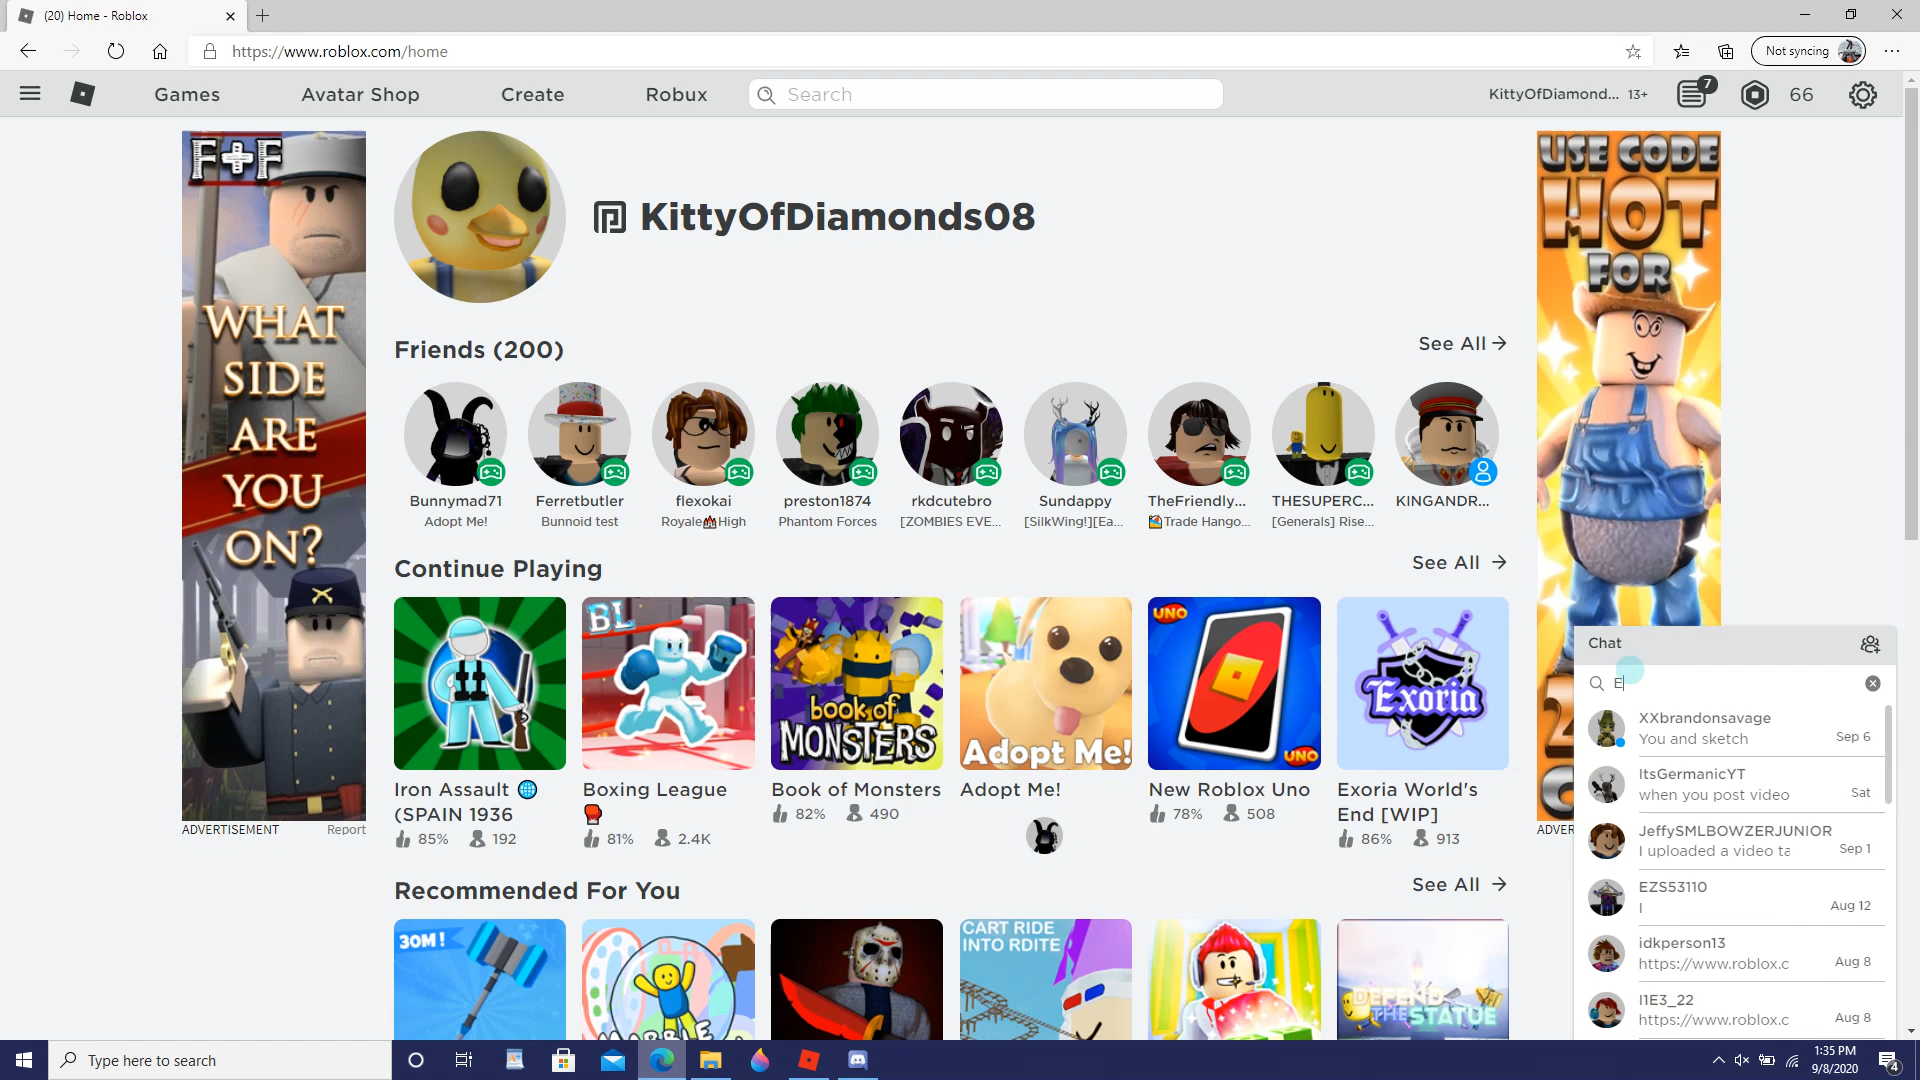 (20) Home - Roblox
https://www.roblox.com/home
Not syncing
Games
Avatar Shop
Create
Robux
Search
KittyOfDiamond... 13+
7
66
F+F
WHAT
SIDE
ARE
YOU
ON?
ADVERTISEMENT
Report
KittyOfDiamonds08
Friends (200)
See All
Bunnymad71
Adopt Me!
Ferretbutler
Bunnoid test
flexokai
Royale🏰High
preston1874
Phantom Forces
rkdcutebro
[ZOMBIES EVE...
Sundappy
[SilkWing!][Ea...
TheFriendly...
Trade Hango...
THESUPERC...
[Generals] Rise...
KINGANDR...
Continue Playing
See All
BL
book of
MONSTERS
Adopt Me!
UNO
UNO
Exoria
Iron Assault 🌐
(SPAIN 1936
85% 192
Boxing League
🥊
81% 2.4K
Book of Monsters
82% 490
Adopt Me!
New Roblox Uno
78% 508
Exoria World's
End [WIP]
86% 913
Recommended For You
See All
30M!
MARBLE
CART RIDE
INTO RDITE
DEFEND
THE STATUE
USE CODE
HOT
FOR
ADVER
Chat
E
XXbrandonsavage
You and sketch
Sep 6
ItsGermanicYT
when you post video
Sat
JeffySMLBOWZERJUNIOR
I uploaded a video ta
Sep 1
EZS53110
I
Aug 12
idkperson13
https://www.roblox.c
Aug 8
I1E3_22
https://www.roblox.c
Aug 8
Type here to search
1:35 PM
9/8/2020
4